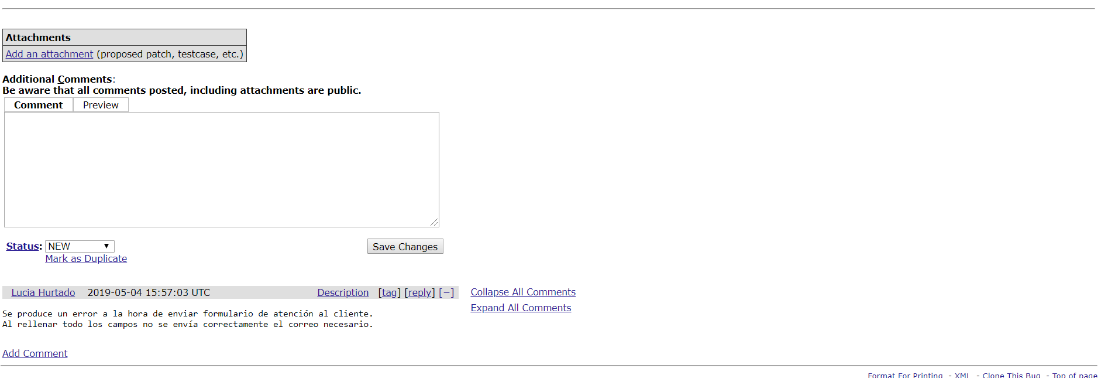 Attachments
Add an attachment (proposed patch, testcase, etc.)
Additional Comments:
Be aware that all comments posted, including attachments are public.
Comment Preview
Status: NEW Save Changes
Mark as Duplicate
Lucia Hurtado 2019-05-04 15:57:03 UTC Description [tag] [reply] [−] Collapse All Comments
Expand All Comments
Se produce un error a la hora de enviar formulario de atención al cliente.
Al rellenar todo los campos no se envía correctamente el correo necesario.
Add Comment
Format For Printing - XML - Clone This Bug - Top of page